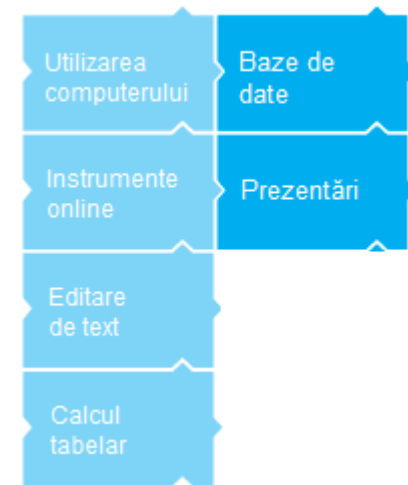 Utilizarea
computerului
Baze de
date
Instrumente
online
Prezentări
Editare
de text
Calcul
tabelar